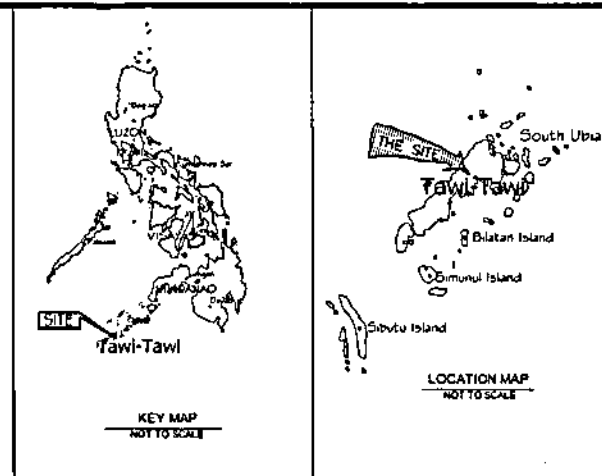 LUZON
MINDANAO
SITE
Tawi-Tawi
KEY MAP
NOT TO SCALE
THE SITE
South Ubia
Tawi-Tawi
Bilatan Island
Simunul Island
Sibutu Island
LOCATION MAP
NOT TO SCALE